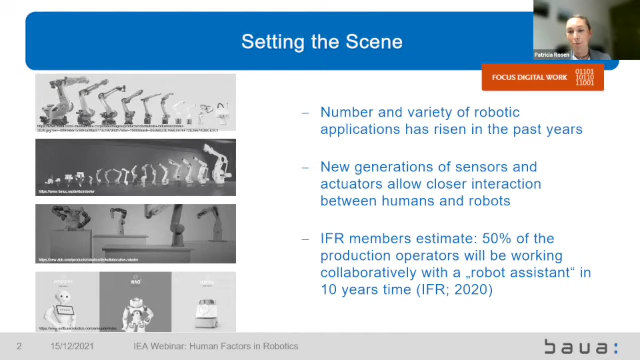 Setting the Scene
Patricia Rosen
FOCUS DIGITAL WORK
01101
10110
11001
– Number and variety of robotic
applications has risen in the past years
– New generations of sensors and
actuators allow closer interaction
between humans and robots
– IFR members estimate: 50% of the
production operators will be working
collaboratively with a „robot assistant“ in
10 years time (IFR; 2020)
NAO
2
15/12/2021
IEA Webinar: Human Factors in Robotics
baua: